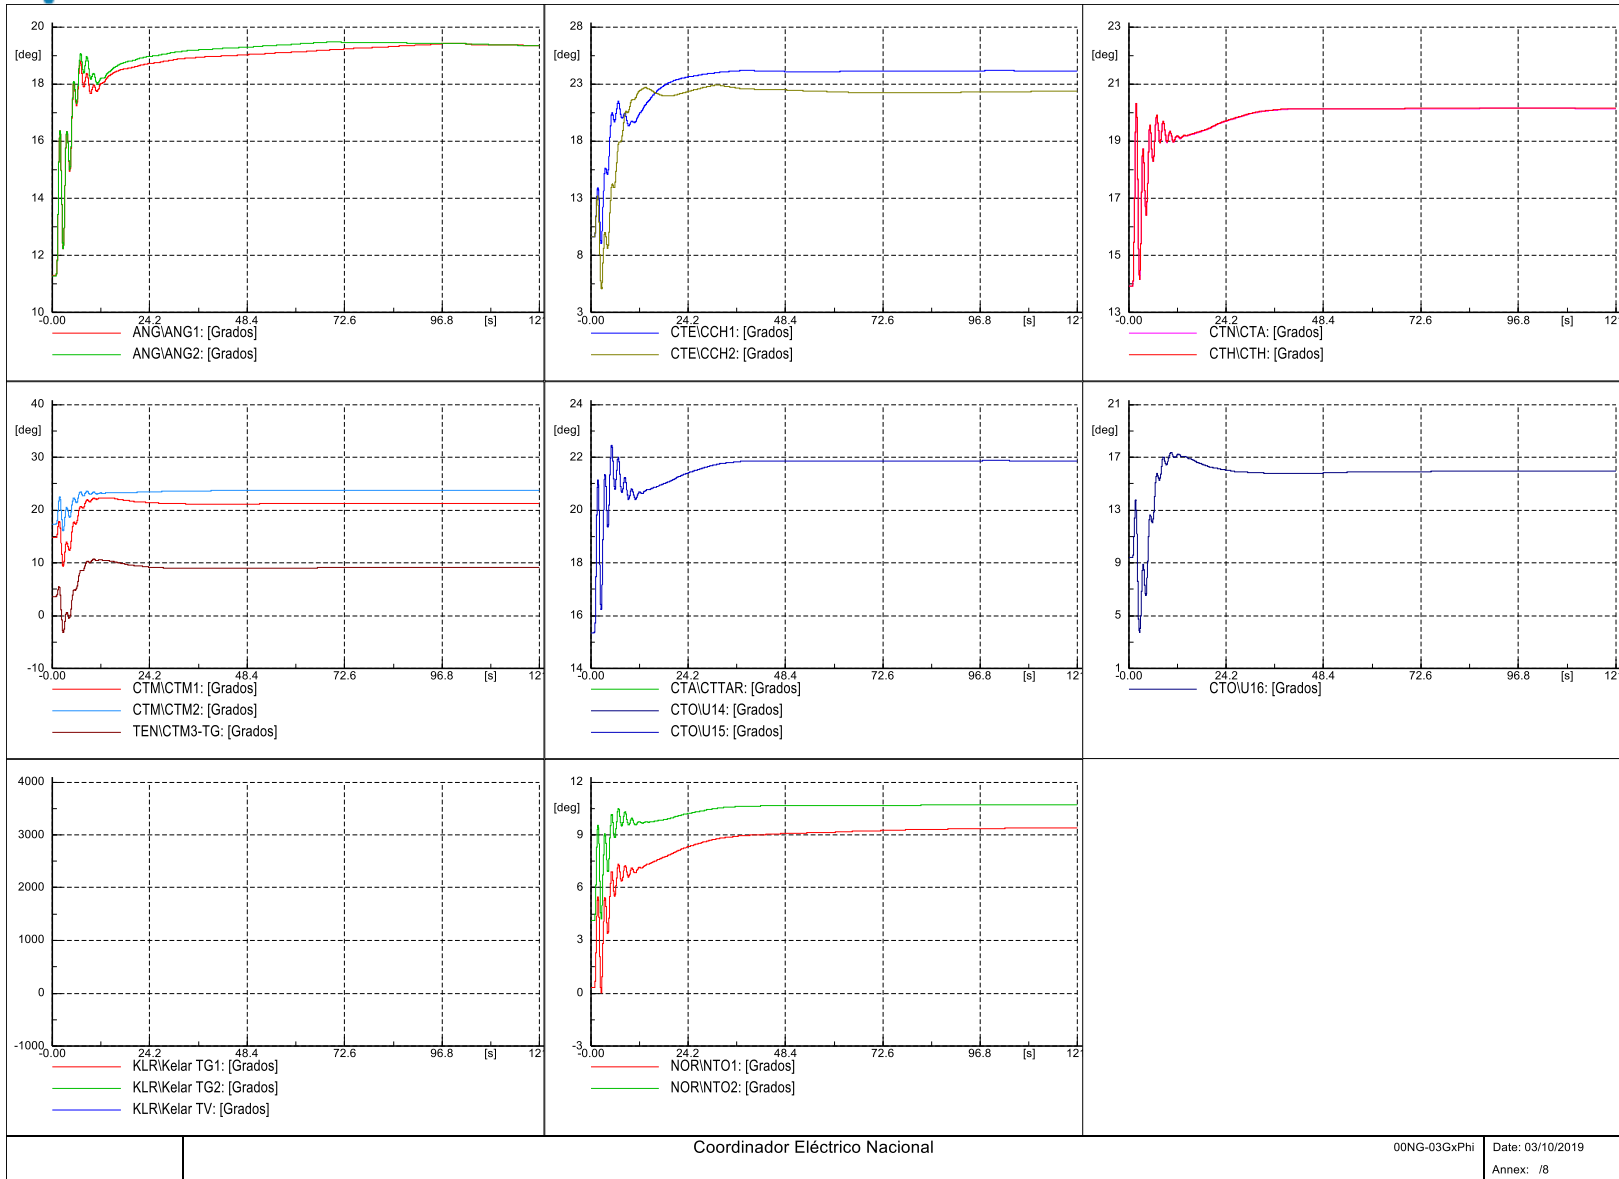 20
[deg]
18
16
14
12
10
-0.00
24.2
48.4
72.6
96.8
[s]
12
ANG\ANG1: [Grados]
ANG\ANG2: [Grados]
28
[deg]
23
18
13
8
3
-0.00
24.2
48.4
72.6
96.8
[s]
12
CTE\CCH1: [Grados]
CTE\CCH2: [Grados]
23
[deg]
21
19
17
15
13
-0.00
24.2
48.4
72.6
96.8
[s]
12
CTN\CTA: [Grados]
CTH\CTH: [Grados]
40
[deg]
30
20
10
0
-10
-0.00
24.2
48.4
72.6
96.8
[s]
12
CTM\CTM1: [Grados]
CTM\CTM2: [Grados]
TEN\CTM3-TG: [Grados]
24
[deg]
22
20
18
16
14
-0.00
24.2
48.4
72.6
96.8
[s]
12
CTA\CTTAR: [Grados]
CTO\U14: [Grados]
CTO\U15: [Grados]
21
[deg]
17
13
9
5
1
-0.00
24.2
48.4
72.6
96.8
[s]
12
CTO\U16: [Grados]
4000
3000
2000
1000
0
-1000
-0.00
24.2
48.4
72.6
96.8
[s]
12
KLR\Kelar TG1: [Grados]
KLR\Kelar TG2: [Grados]
KLR\Kelar TV: [Grados]
12
[deg]
9
6
3
0
-3
-0.00
24.2
48.4
72.6
96.8
[s]
12
NOR\NTO1: [Grados]
NOR\NTO2: [Grados]
Coordinador Eléctrico Nacional
00NG-03GxPhi
Date: 03/10/2019
Annex: /8